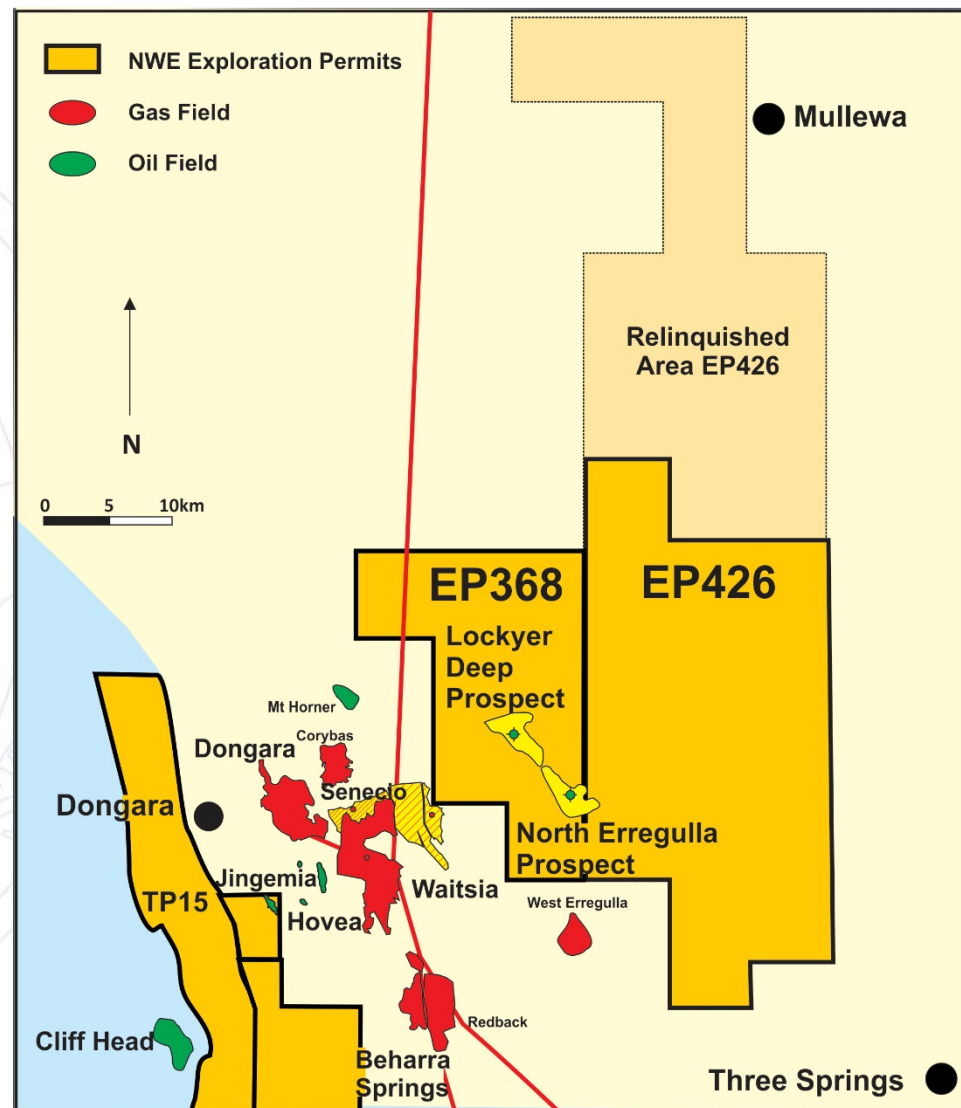 NWE Exploration Permits
Gas Field
Oil Field
Mullewa
Relinquished
Area EP426
N
0 5 10km
EP368
EP426
Lockyer
Deep
Prospect
Mt Horner
Corybas
Dongara
Senecio
Dongara
North Erregulla
Prospect
Waitsia
Jingemia
TP15
Hovea
West Erregulla
Redback
Cliff Head
Beharra
Springs
Three Springs